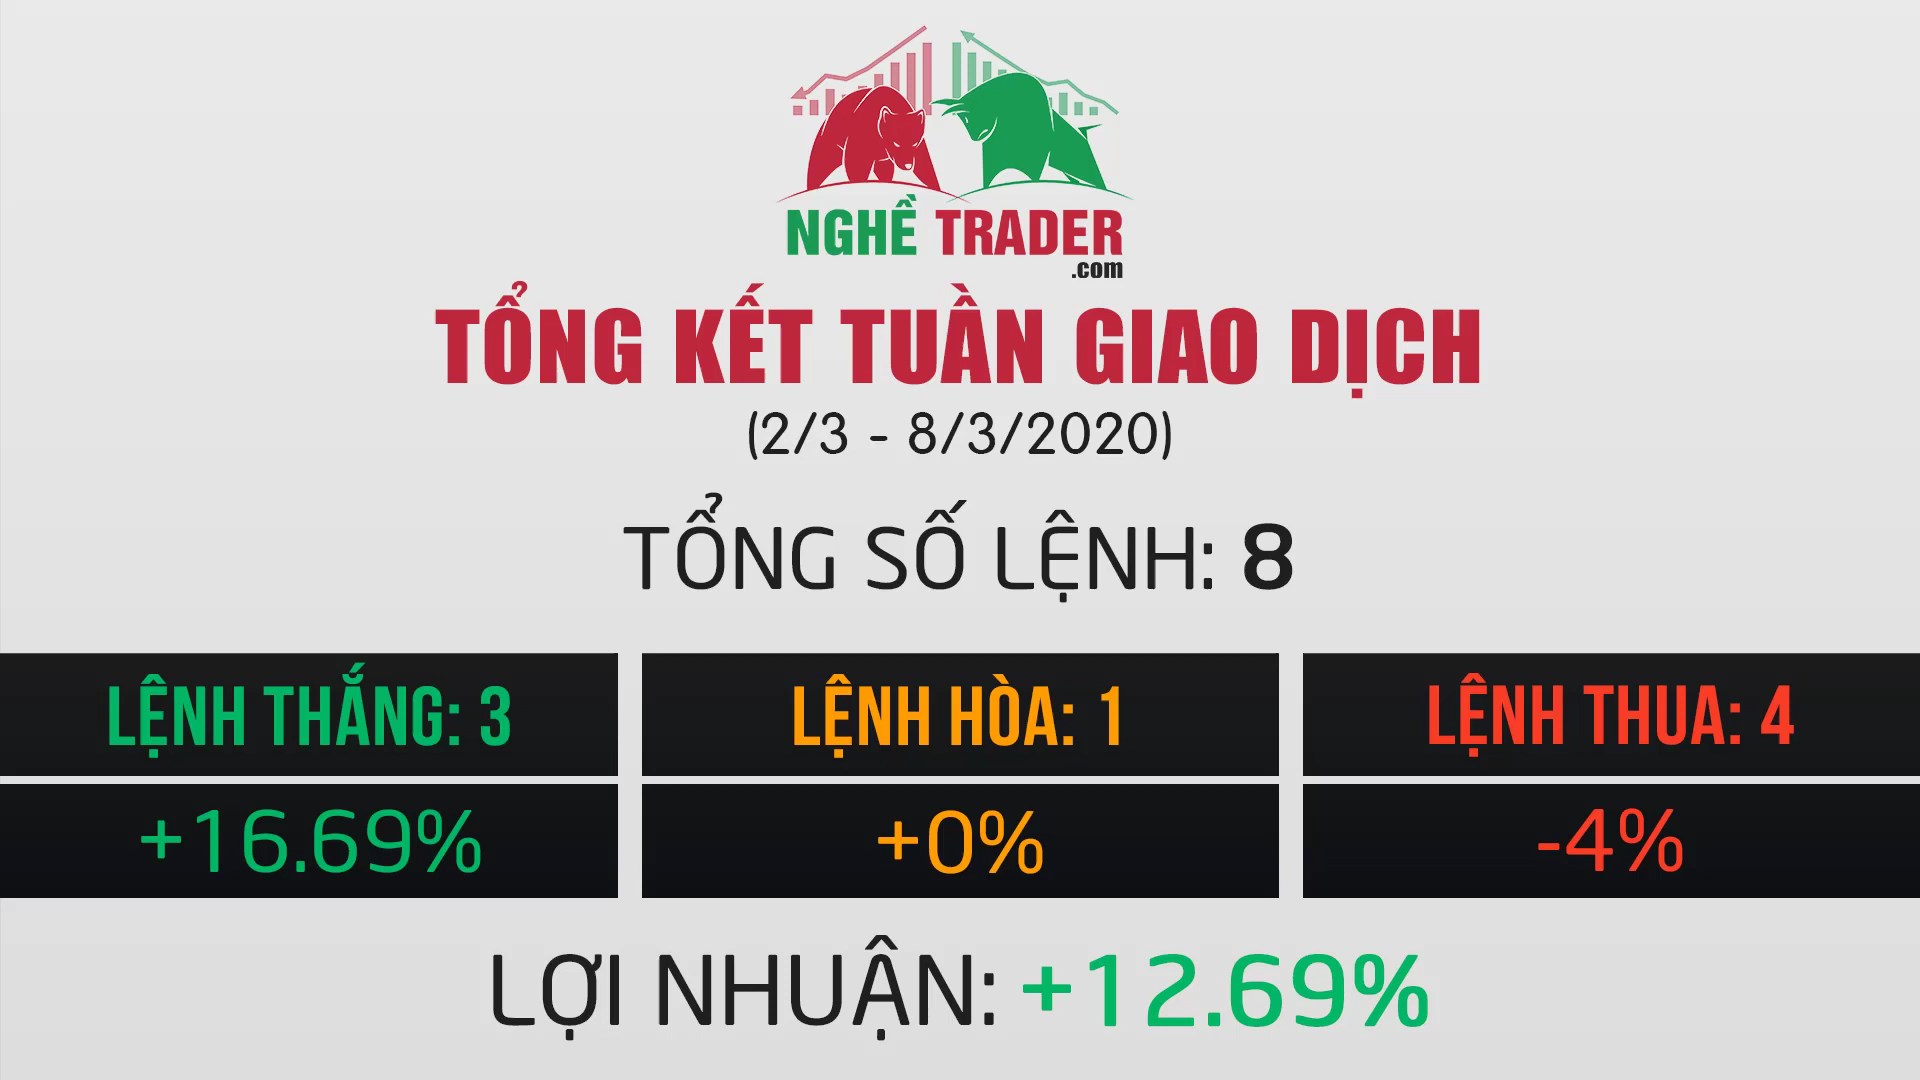 NGHỀ TRADER
.com
TỔNG KẾT TUẦN GIAO DỊCH
(2/3 - 8/3/2020)
TỔNG SỐ LỆNH: 8
LỆNH THẮNG: 3
+16.69%
LỆNH HÒA: 1
+0%
LỆNH THUA: 4
-4%
LỢI NHUẬN: +12.69%